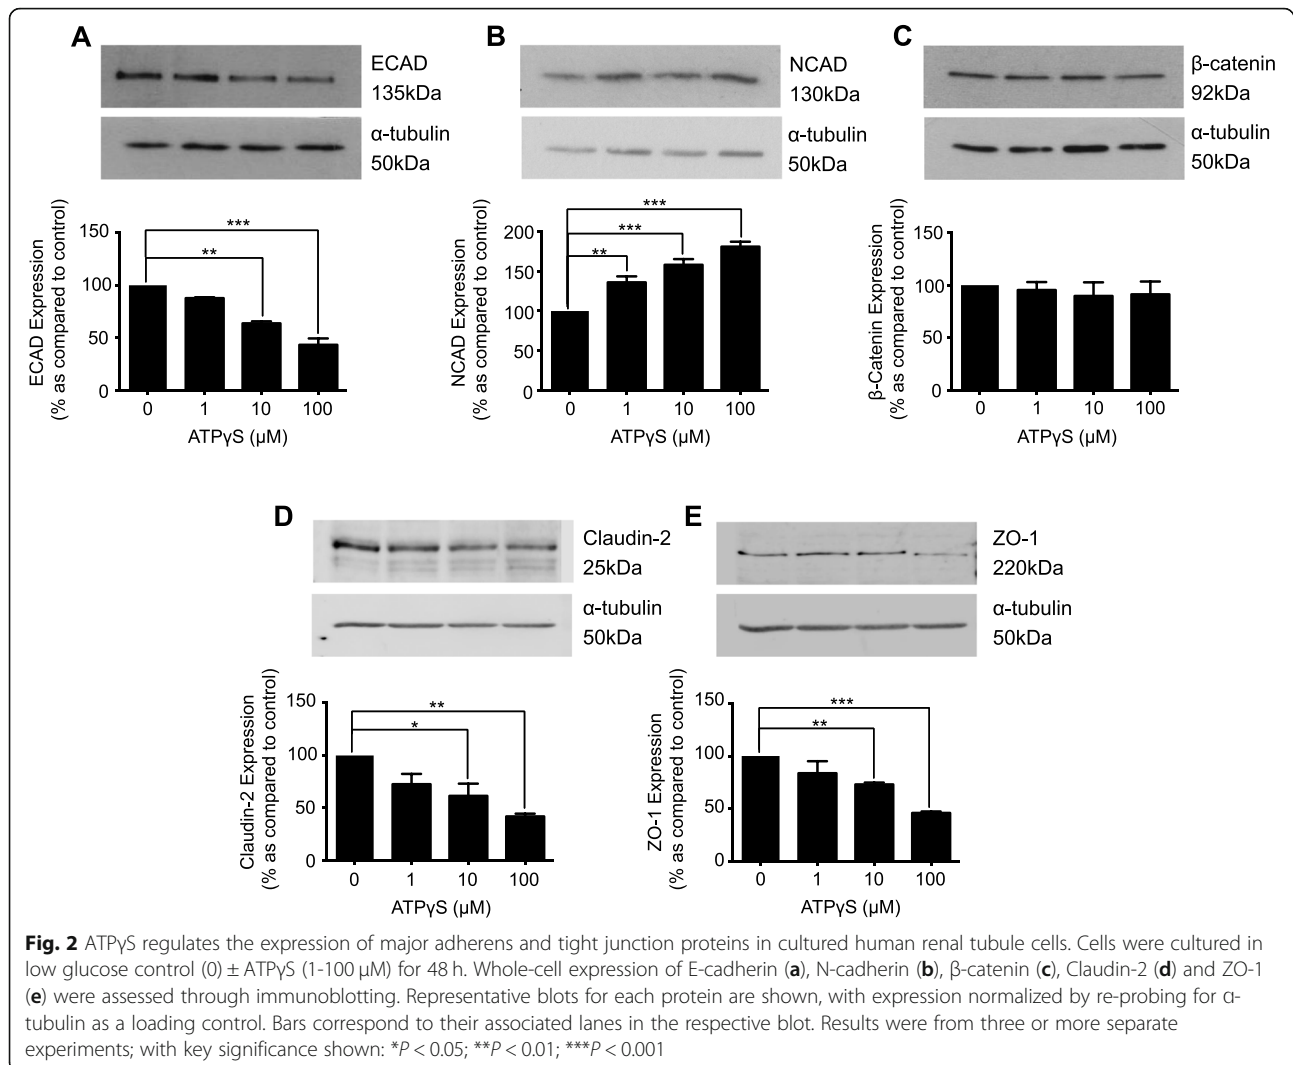 A
ECAD
135kDa
α-tubulin
50kDa
ECAD Expression
(% as compared to control)
150
100
50
0
***
**
0 1 10 100
ATPγS (µM)
B
NCAD
130kDa
α-tubulin
50kDa
NCAD Expression
(% as compared to control)
200
150
100
50
0
***
***
**
0 1 10 100
ATPγS (µM)
C
β-catenin
92kDa
α-tubulin
50kDa
β-Catenin Expression
(% as compared to control)
150
100
50
0
0 1 10 100
ATPγS (µM)
D
Claudin-2
25kDa
α-tubulin
50kDa
Claudin-2 Expression
(% as compared to control)
150
100
50
0
**
*
0 1 10 100
ATPγS (µM)
E
ZO-1
220kDa
α-tubulin
50kDa
ZO-1 Expression
(% as compared to control)
150
100
50
0
***
**
0 1 10 100
ATPγS (µM)
Fig. 2 ATPγS regulates the expression of major adherens and tight junction proteins in cultured human renal tubule cells. Cells were cultured in
low glucose control (0) ± ATPγS (1-100 µM) for 48 h. Whole-cell expression of E-cadherin (a), N-cadherin (b), β-catenin (c), Claudin-2 (d) and ZO-1
(e) were assessed through immunoblotting. Representative blots for each protein are shown, with expression normalized by re-probing for α-
tubulin as a loading control. Bars correspond to their associated lanes in the respective blot. Results were from three or more separate
experiments; with key significance shown: *P < 0.05; **P < 0.01; ***P < 0.001